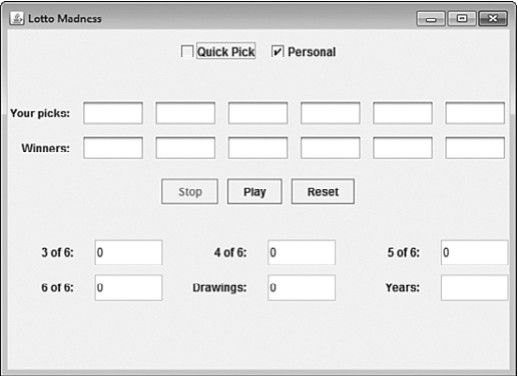 Lotto Madness
Quick Pick Personal
Your picks:
Winners:
Stop Play Reset
3 of 6: 0 4 of 6: 0 5 of 6: 0
6 of 6: 0 Drawings: 0 Years: